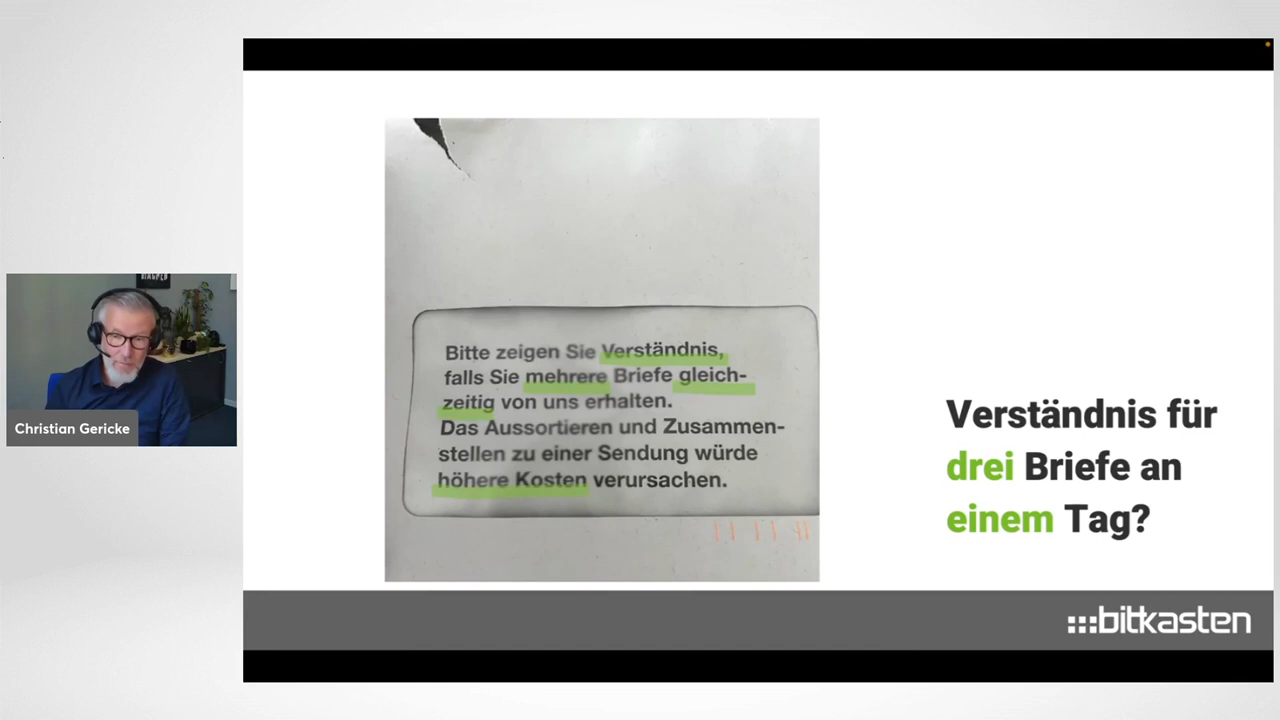 Bitte zeigen Sie Verständnis,
falls Sie mehrere Briefe gleich-
zeitig von uns erhalten.
Das Aussortieren und Zusammen-
stellen zu einer Sendung würde
höhere Kosten verursachen.
Verständnis für
drei Briefe an
einem Tag?
Christian Gericke
bitkasten